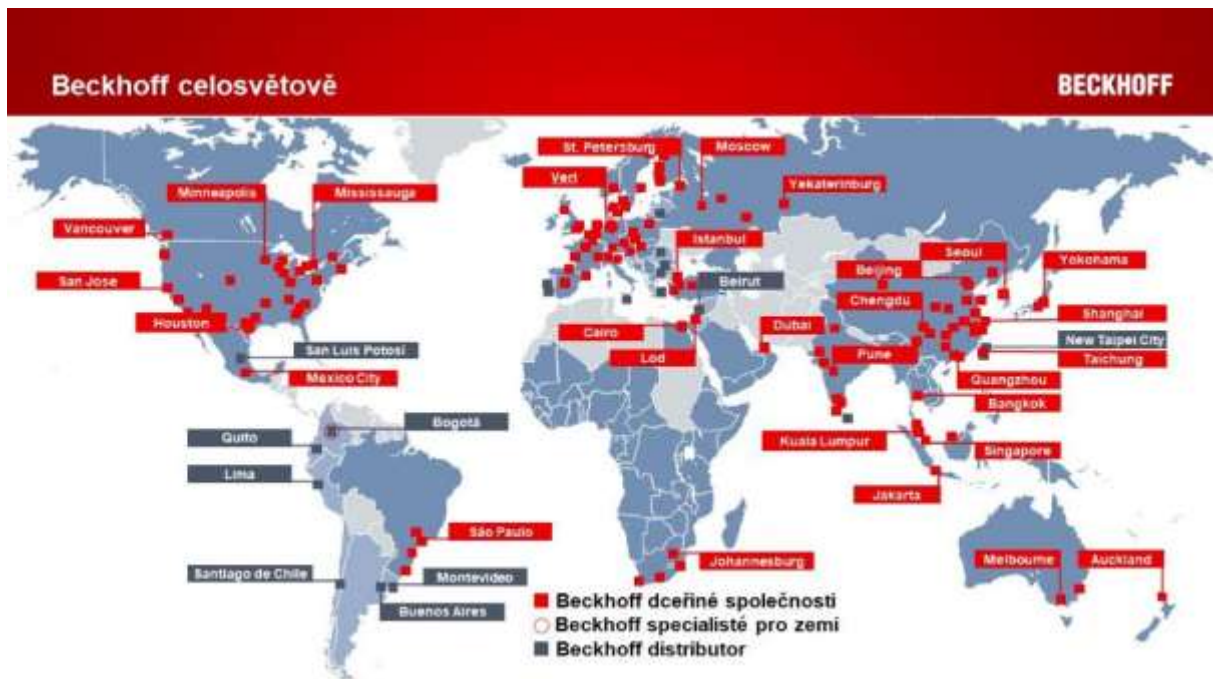 Beckhoff celosvětově
BECKHOFF
St. Petersburg
Moscow
Verl
Minneapolis
Mississauga
Yekaterinburg
Vancouver
Istanbul
Seoul
San Jose
Beirut
Beijing
Yokohama
Chengdu
Houston
Cairo
Dubai
Shanghai
San Luis Potosí
Lod
Pune
New Taipei City
Taichung
Mexico City
Quangzhou
Bangkok
Bogotá
Quito
Kuala Lumpur
Singapore
Lima
Jakarta
São Paulo
Johannesburg
Melbourne
Auckland
Santiago de Chile
Montevideo
Buenos Aires
Beckhoff dceřiné společnosti
Beckhoff specialisté pro zemi
Beckhoff distributor